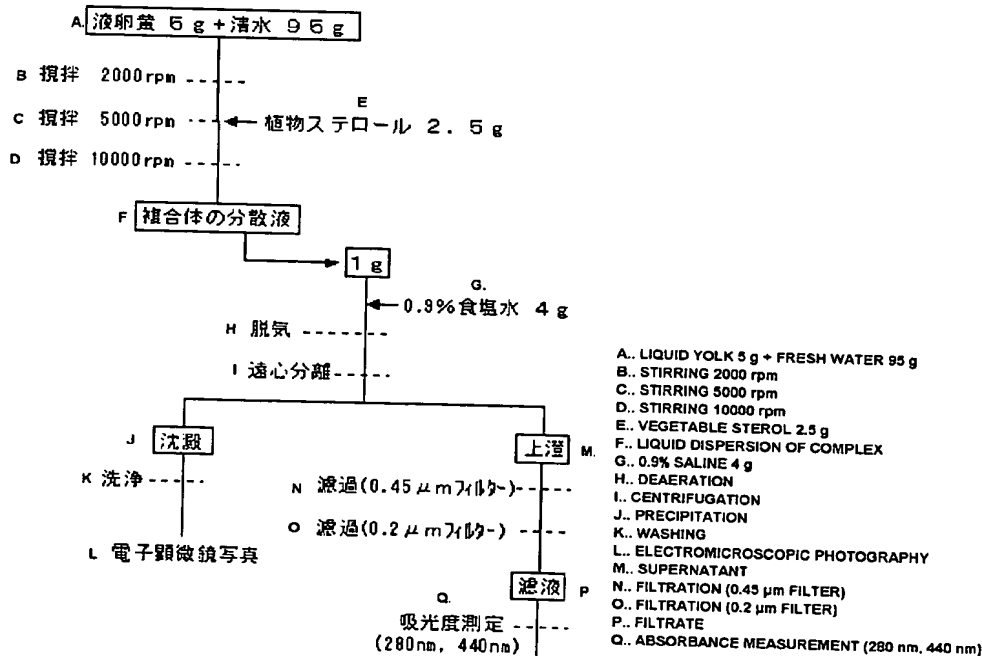 A. 液卵黄 5g+清水 95g
B 撹拌 2000rpm
E
C 撹拌 5000rpm
植物ステロール 2.5g
D 撹拌 10000rpm
F 複合体の分散液
1g
G.
0.9%食塩水 4g
H 脱気
I 遠心分離
J 沈澱
上澄 M.
K 洗浄
N 濾過(0.45μmフィルター)
O 濾過(0.2μmフィルター)
L 電子顕微鏡写真
濾液 P
Q.
吸光度測定
(280nm, 440nm)
A.. LIQUID YOLK 5 g + FRESH WATER 95 g
B.. STIRRING 2000 rpm
C.. STIRRING 5000 rpm
D.. STIRRING 10000 rpm
E.. VEGETABLE STEROL 2.5 g
F.. LIQUID DISPERSION OF COMPLEX
G.. 0.9% SALINE 4 g
H.. DEAERATION
I.. CENTRIFUGATION
J.. PRECIPITATION
K.. WASHING
L.. ELECTROMICROSCOPIC PHOTOGRAPHY
M.. SUPERNATANT
N.. FILTRATION (0.45 μm FILTER)
O.. FILTRATION (0.2 μm FILTER)
P.. FILTRATE
Q.. ABSORBANCE MEASUREMENT (280 nm, 440 nm)